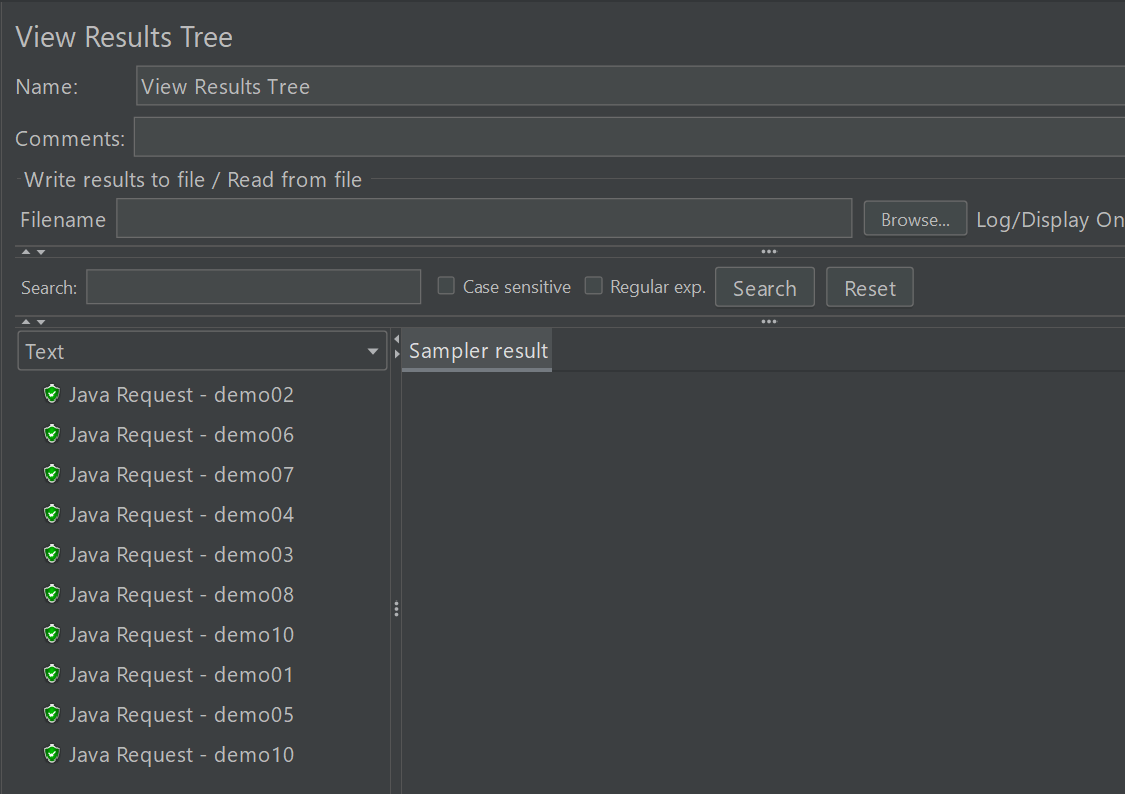 View Results Tree
Name: View Results Tree
Comments:
Write results to file / Read from file
Filename Browse... Log/Display On
Search: Case sensitive Regular exp. Search Reset
Text Sampler result
Java Request - demo02
Java Request - demo06
Java Request - demo07
Java Request - demo04
Java Request - demo03
Java Request - demo08
Java Request - demo10
Java Request - demo01
Java Request - demo05
Java Request - demo10